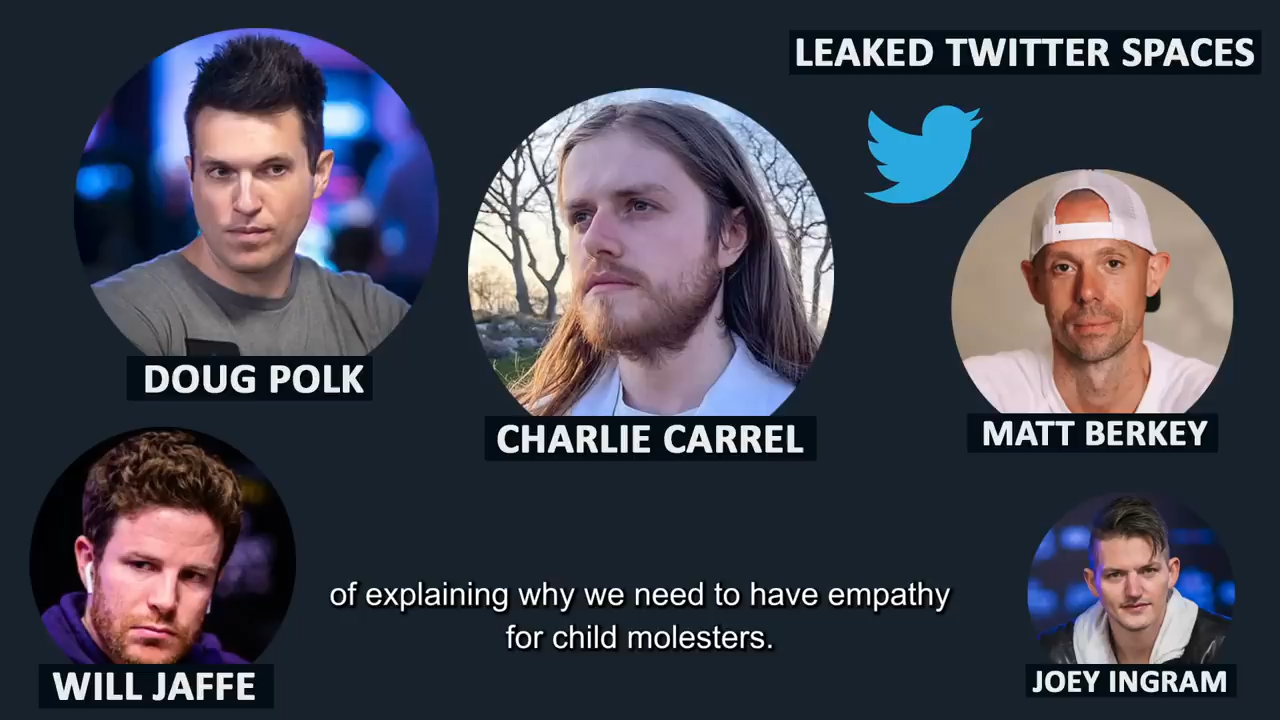 LEAKED TWITTER SPACES
DOUG POLK
CHARLIE CARREL
MATT BERKEY
of explaining why we need to have empathy
for child molesters.
WILL JAFFE
JOEY INGRAM